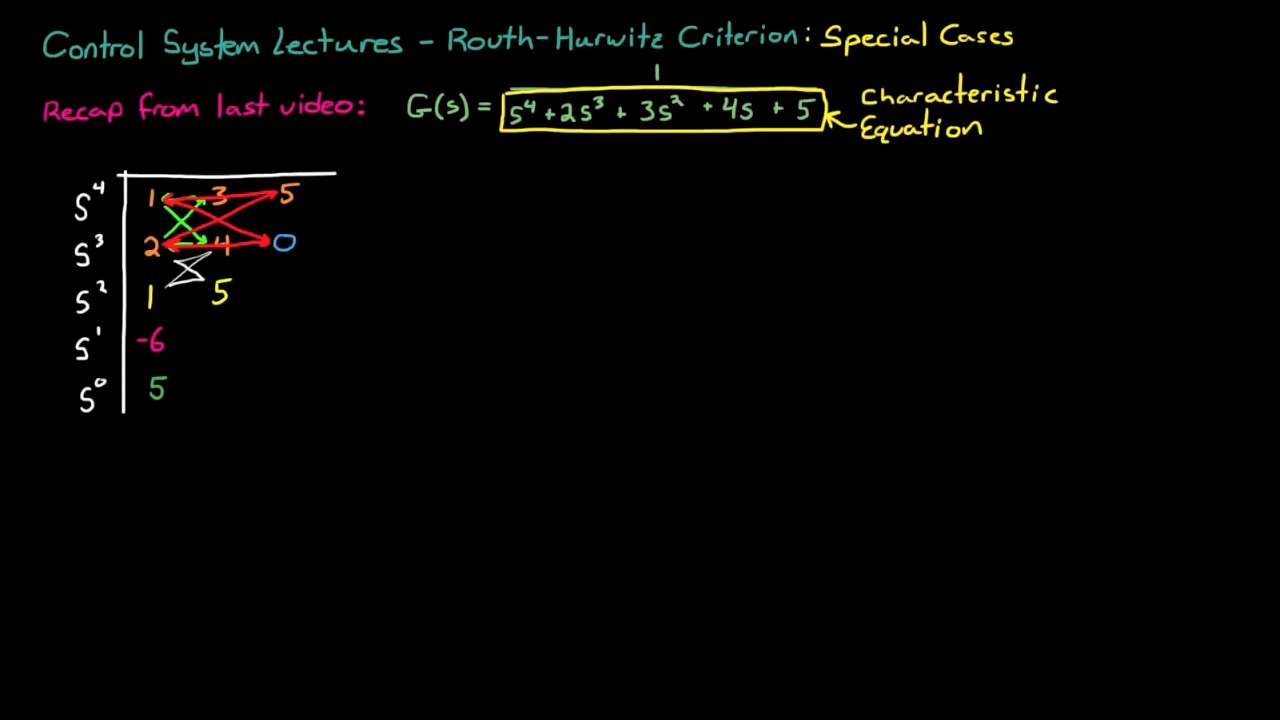 Control System Lectures - Routh-Hurwitz Criterion: Special Cases
Recap from last video: G(s) = 1 / s⁴ + 2s³ + 3s² + 4s + 5
Characteristic
Equation
s⁴ 1 3 5
s³ 2 4 0
s² 1 5
s¹ -6
s⁰ 5